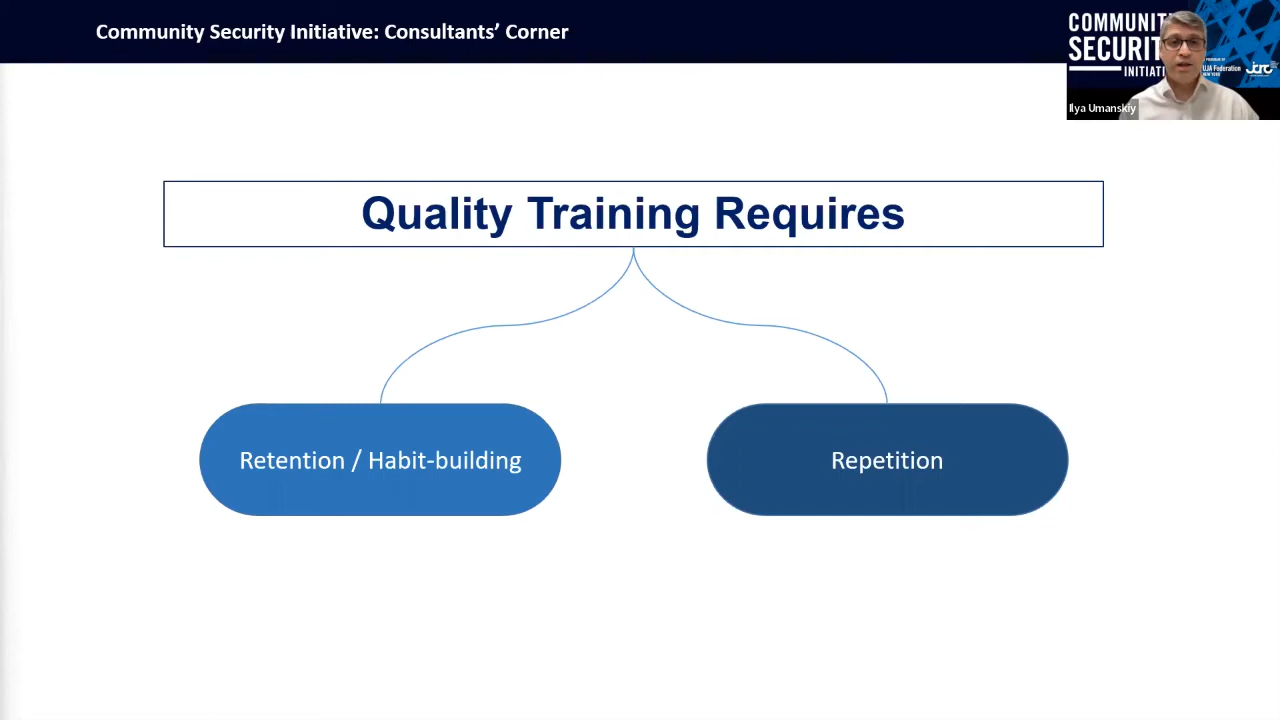 Community Security Initiative: Consultants’ Corner
COMMUNITY
SECURITY
INITIATIVE
UJA Federation
NEW YORK
jcrc
Ilya Umanskiy
Quality Training Requires
Retention / Habit-building
Repetition